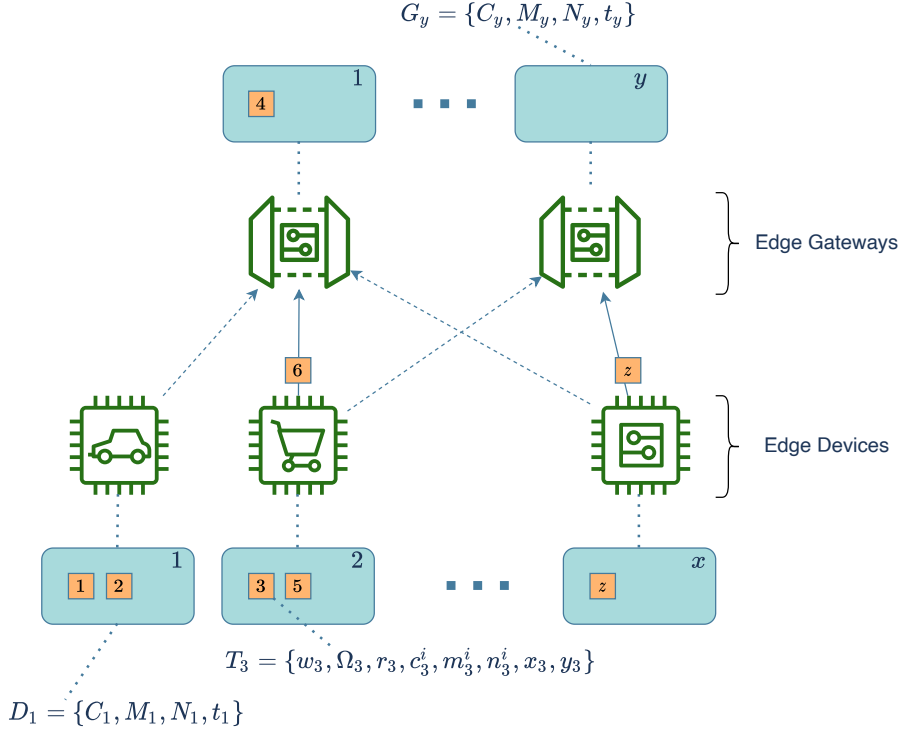 G_y = {C_y, M_y, N_y, t_y}
1
y
4
Edge Gateways
6
z
Edge Devices
1
2
x
1 2
3 5
z
T_3 = {w_3, Ω_3, r_3, c_3^i, m_3^i, n_3^i, x_3, y_3}
D_1 = {C_1, M_1, N_1, t_1}